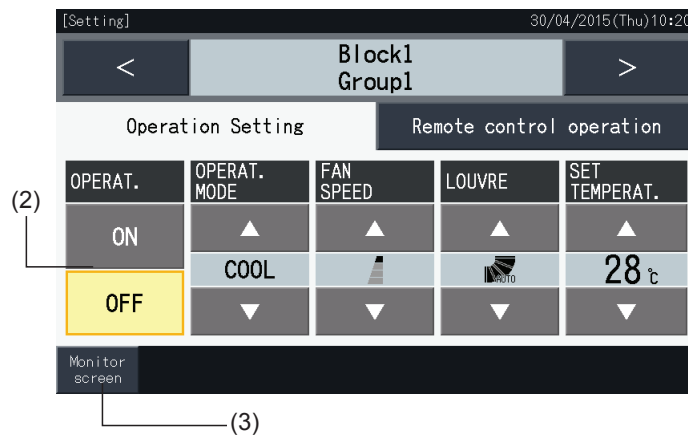 [Setting] 30/04/2015(Thu)10:20
< Block1 >
Group1
Operation Setting Remote control operation
OPERAT. OPERAT. MODE FAN SPEED LOUVRE SET TEMPERAT.
(2)
ON
COOL AUTO 28℃
OFF
Monitor
screen
(3)